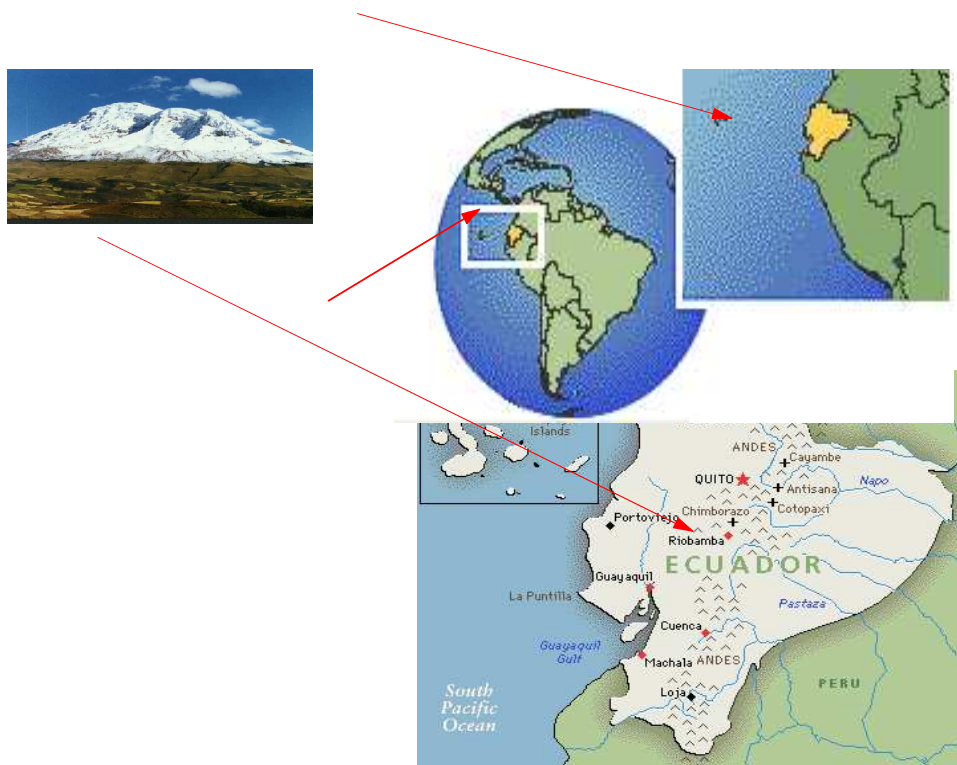 Islands
ANDES
Cayambe
QUITO
Antisana
Napo
Chimborazo
Cotopaxi
Portoviejo
Riobamba
ECUADOR
Guayaquil
La Puntilla
Pastaza
Cuenca
Guayaquil
Gulf
Machala
ANDES
PERU
Loja
South
Pacific
Ocean